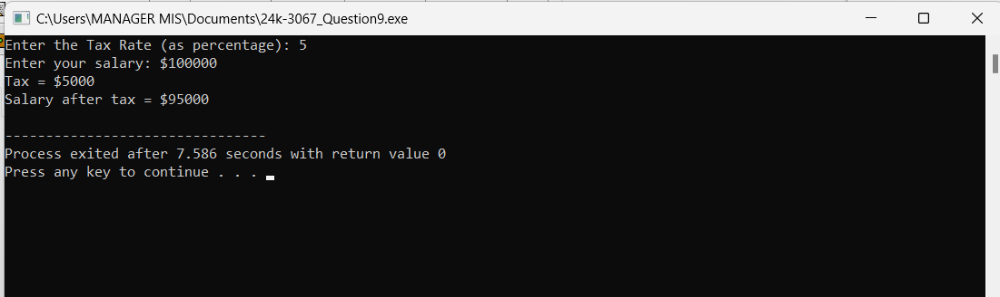 C:\Users\MANAGER MIS\Documents\24k-3067_Question9.exe
Enter the Tax Rate (as percentage): 5
Enter your salary: $100000
Tax = $5000
Salary after tax = $95000
--------------------------------
Process exited after 7.586 seconds with return value 0
Press any key to continue . . .